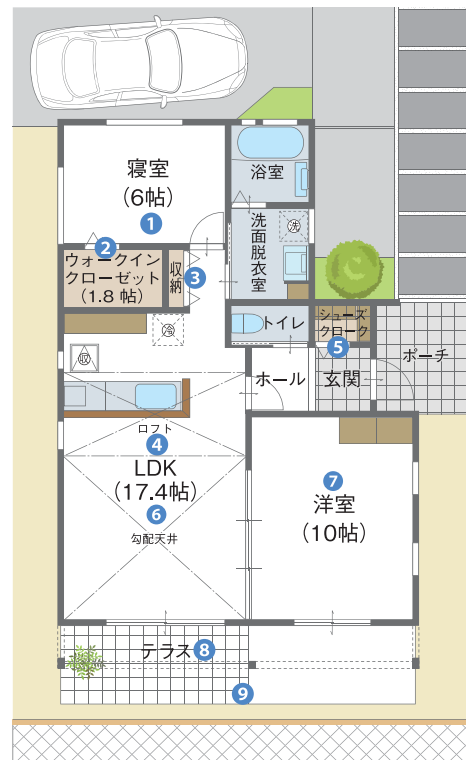 寝室
(6帖)
1
浴室
2
ウォークイン
クローゼット
(1.8 帖)
収納
3
洗面脱衣室
洗
冷
トイレ
シューズ
クローク
5
ポーチ
収
ホール
玄関
ロフト
4
LDK
(17.4帖)
6
勾配天井
7
洋室
(10帖)
テラス
8
9